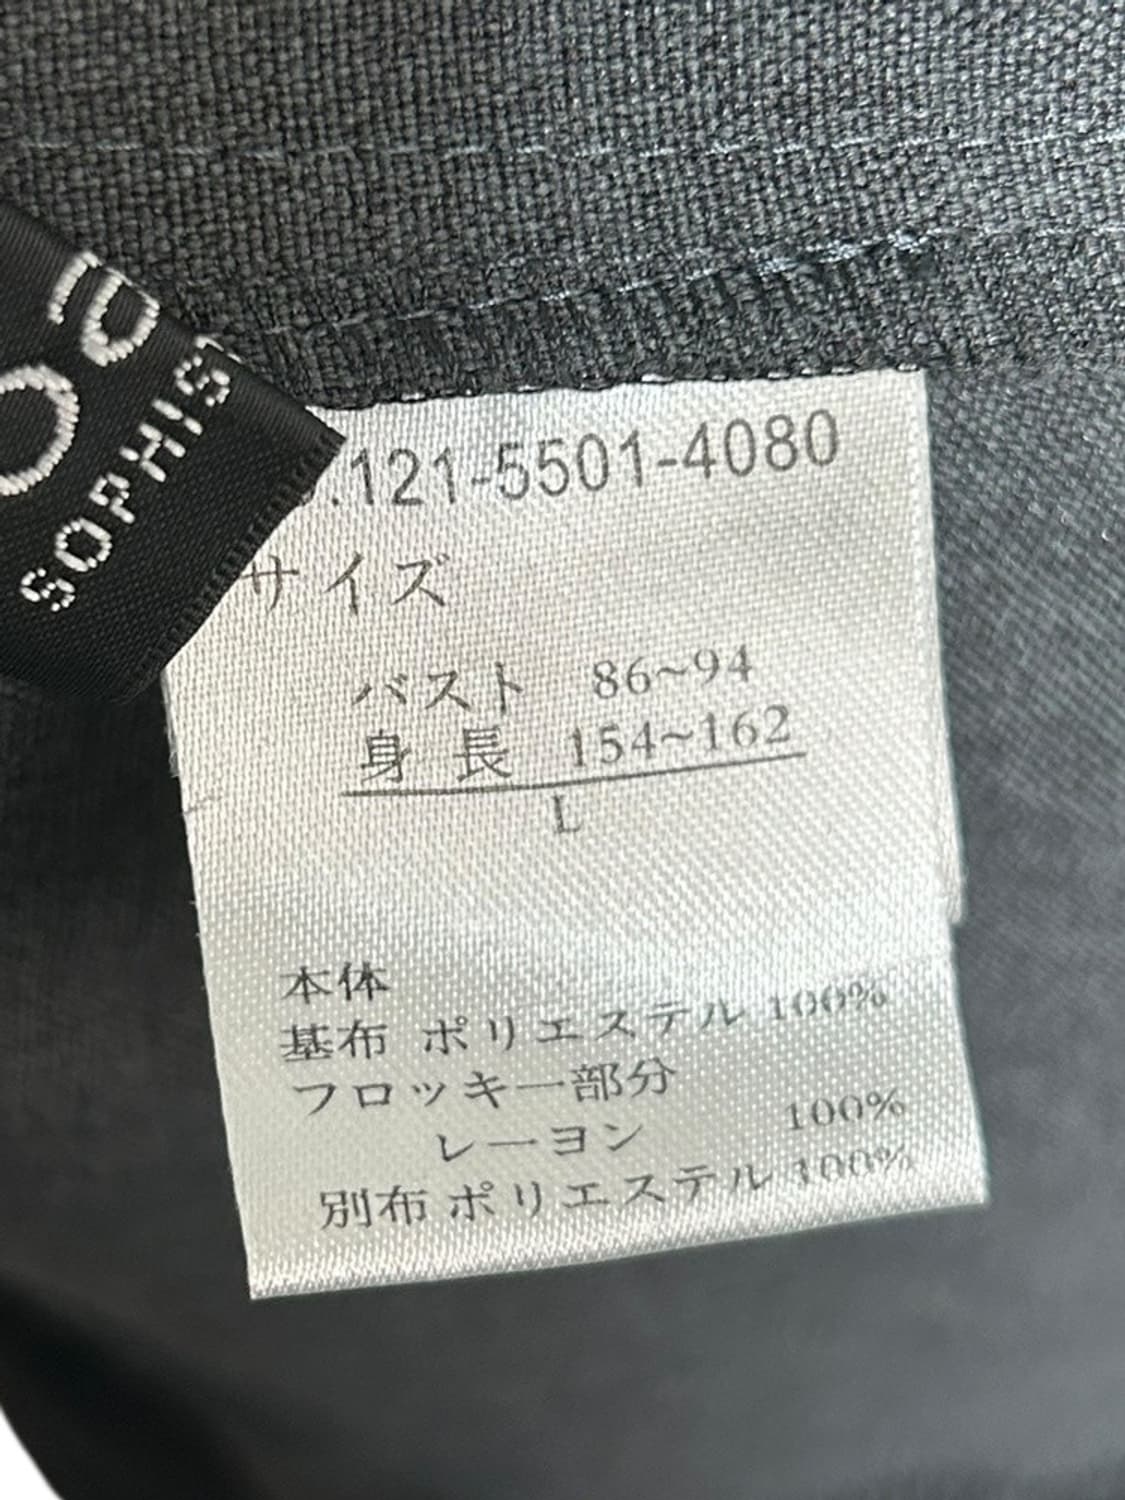 .121-5501-4080
サイズ
バスト 86~94
身長 154~162
L
本体
基布 ポリエステル 100%
フロッキー部分
レーヨン 100%
別布 ポリエステル 100%
SOPHIS